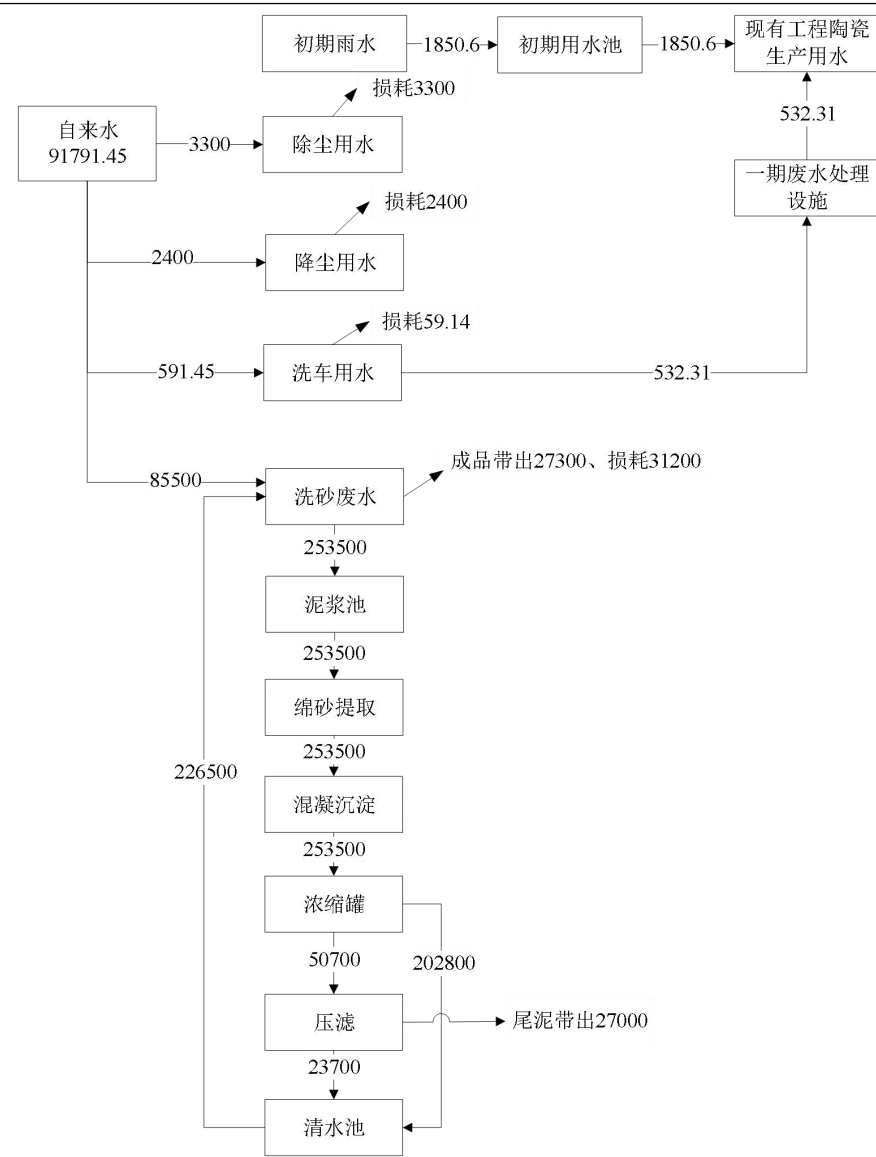 初期雨水
1850.6
初期用水池
1850.6
现有工程陶瓷
生产用水
损耗3300
532.31
自来水
91791.45
3300
除尘用水
一期废水处理
设施
损耗2400
2400
降尘用水
损耗59.14
591.45
洗车用水
532.31
成品带出27300、损耗31200
85500
洗砂废水
253500
泥浆池
253500
绵砂提取
253500
226500
混凝沉淀
253500
浓缩罐
50700
202800
压滤
尾泥带出27000
23700
清水池